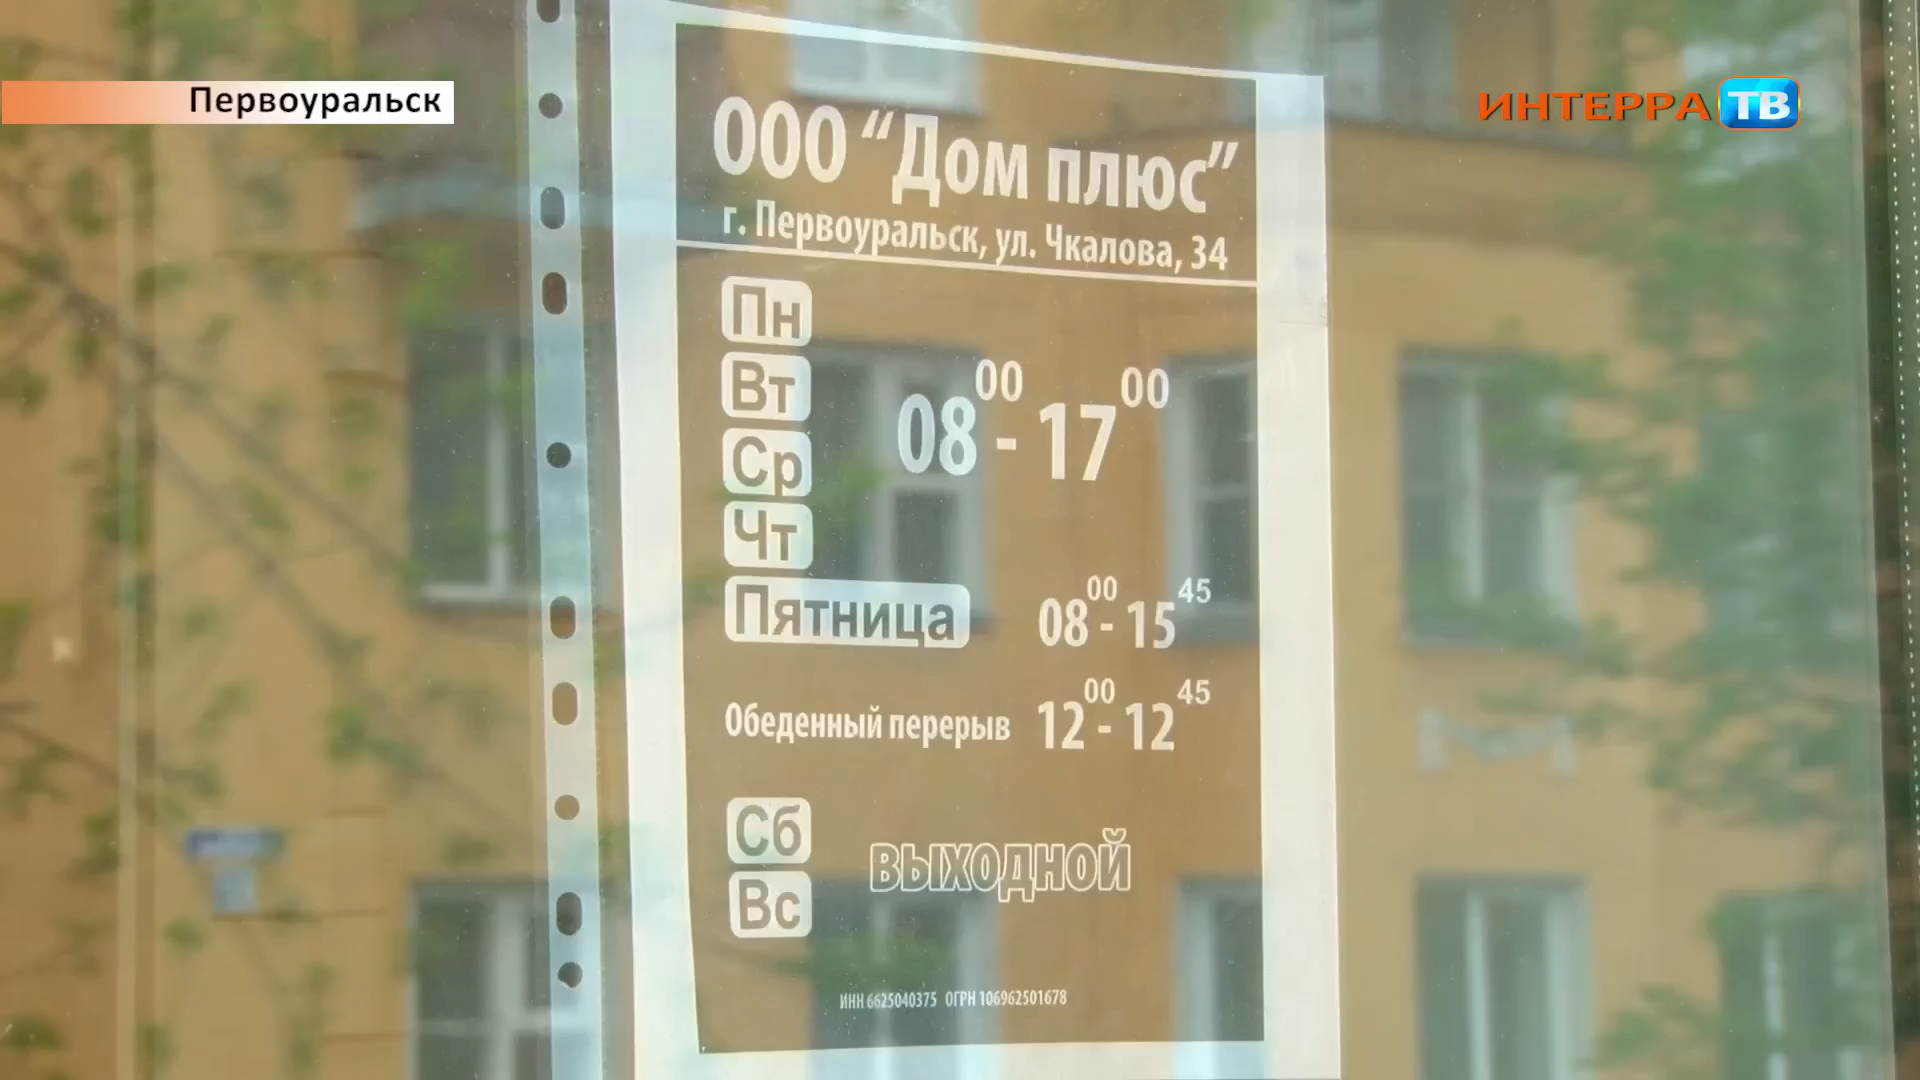 Первоуральск
ИНТЕРРА ТВ
ООО “Дом плюс”
г. Первоуральск, ул. Чкалова, 34
Пн
Вт
Ср
Чт
08 00 - 17 00
Пятница 08 00 - 15 45
Обеденный перерыв 12 00 - 12 45
Сб
Вс
ВЫХОДНОЙ
ИНН 6625040375 ОГРН 106962501678